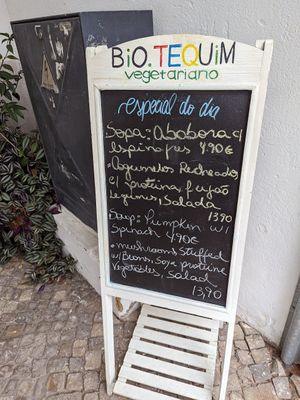 BiO.TEQUiM
vegetariano
especial do dia
Sopa: Abobora c/
espinafres 4,90€
• Cogumelos Recheados
c/ proteina, feijão
legumes, Salada
13,90
Soup: Pumpkin w/
Spinach 4,90€
• mushrooms stuffed
w/Beans, Soya proteine
Vegetables, Salad
13,90